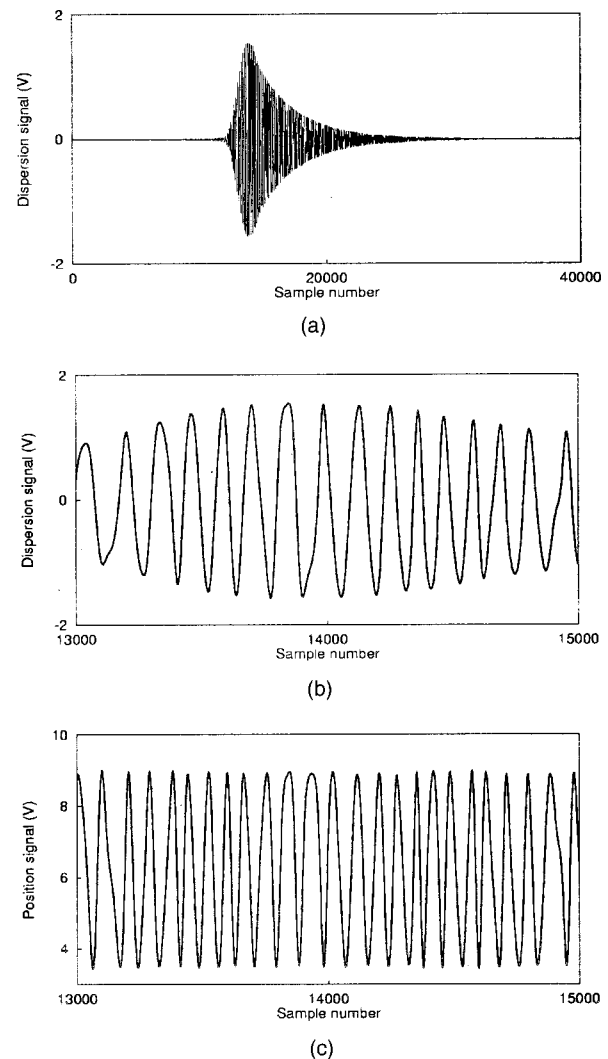 2
Dispersion signal (V)
0
-2
0
20000
40000
Sample number
(a)
2
Dispersion signal (V)
0
-2
13000
14000
15000
Sample number
(b)
10
8
Position signal (V)
6
4
13000
14000
15000
Sample number
(c)